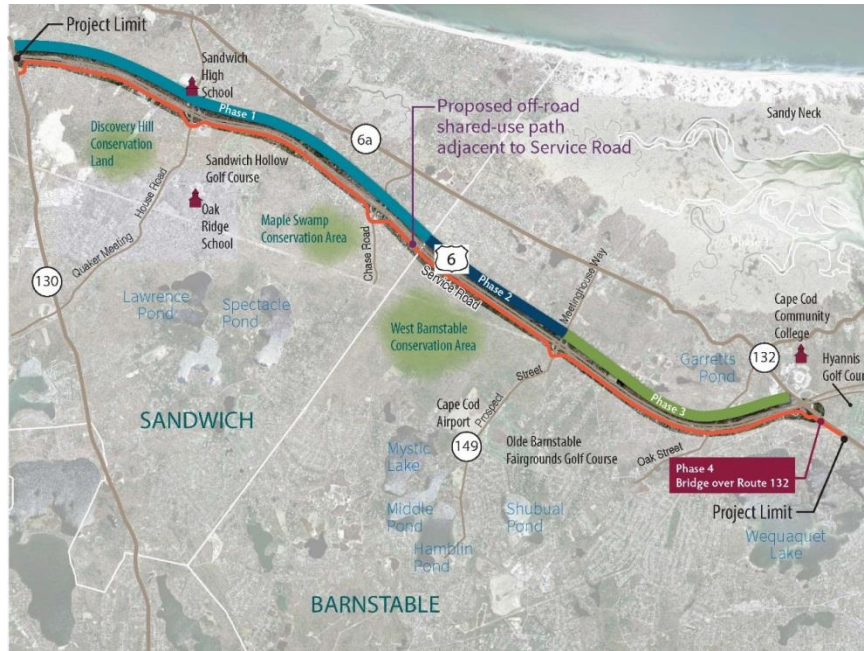 Project Limit
Sandwich
High
School
Phase 1
6a
Proposed off-road
shared-use path
adjacent to Service Road
Sandy Neck
Discovery Hill
Conservation
Land
Sandwich Hollow
Golf Course
Quaker Meeting
House Road
Oak
Ridge
School
Maple Swamp
Conservation Area
Chase Road
6
Service Road
Phase 2
Meetinghouse Way
130
Lawrence
Pond
Spectacle
Pond
West Barnstable
Conservation Area
Cape Cod
Community
College
Garretts
Pond
132
Hyannis
Golf Cour
Phase 3
SANDWICH
Cape Cod
Airport
Prospect
Street
149
Olde Barnstable
Fairgrounds Golf Course
Oak Street
Phase 4
Bridge over Route 132
Project Limit
Mystic
Lake
Middle
Pond
Shubual
Pond
Hamblin
Pond
Wequaquet
Lake
BARNSTABLE